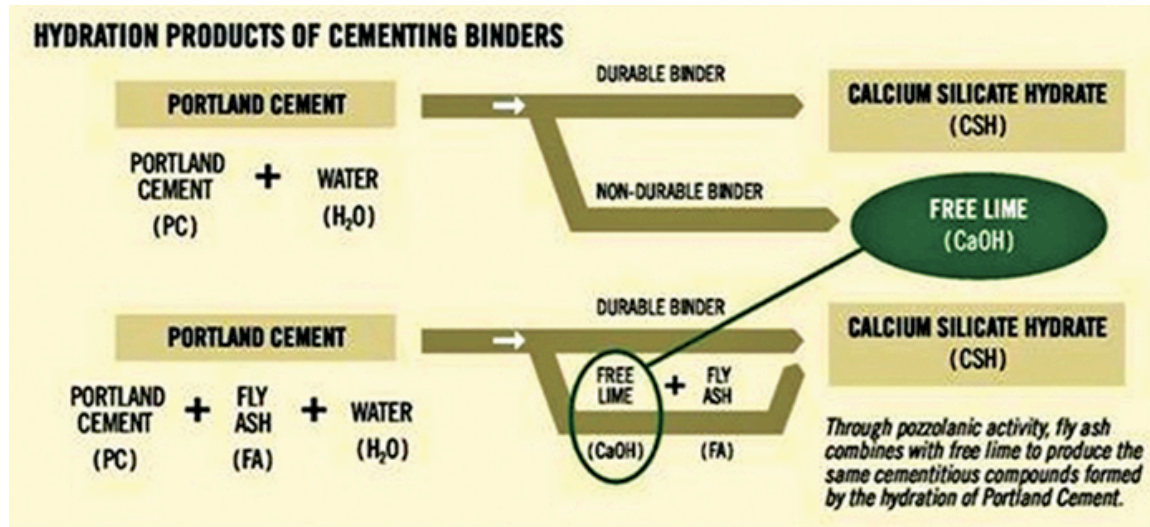 HYDRATION PRODUCTS OF CEMENTING BINDERS
PORTLAND CEMENT
PORTLAND
CEMENT
(PC)
+
WATER
(H₂O)
DURABLE BINDER
NON-DURABLE BINDER
CALCIUM SILICATE HYDRATE
(CSH)
FREE LIME
(CaOH)
PORTLAND CEMENT
PORTLAND
CEMENT
(PC)
+
FLY
ASH
(FA)
+
WATER
(H₂O)
DURABLE BINDER
FREE
LIME
(CaOH)
+
FLY
ASH
(FA)
CALCIUM SILICATE HYDRATE
(CSH)
Through pozzolanic activity, fly ash
combines with free lime to produce the
same cementitious compounds formed
by the hydration of Portland Cement.